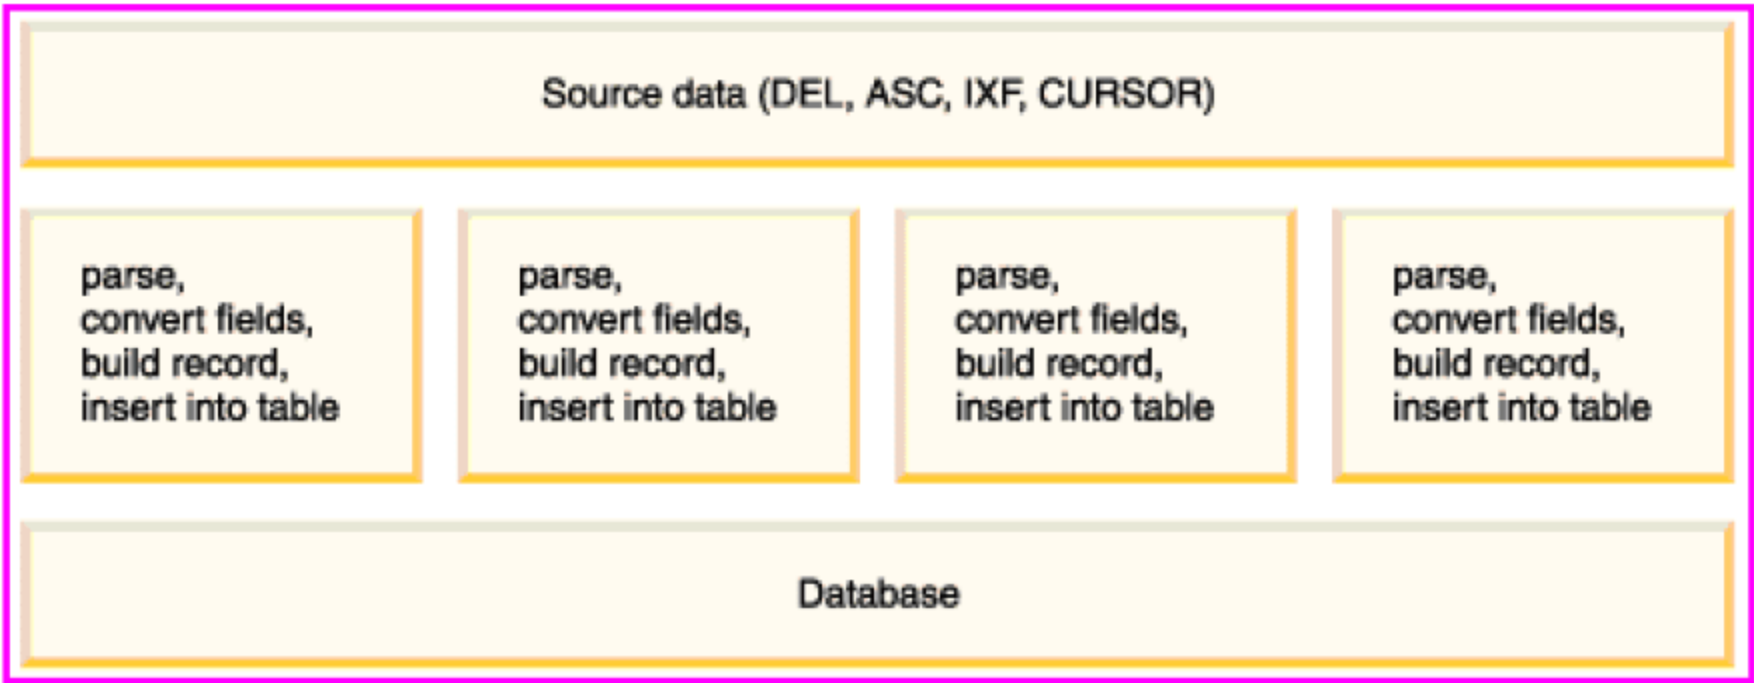 Source data (DEL, ASC, IXF, CURSOR)
parse,
convert fields,
build record,
insert into table
parse,
convert fields,
build record,
insert into table
parse,
convert fields,
build record,
insert into table
parse,
convert fields,
build record,
insert into table
Database